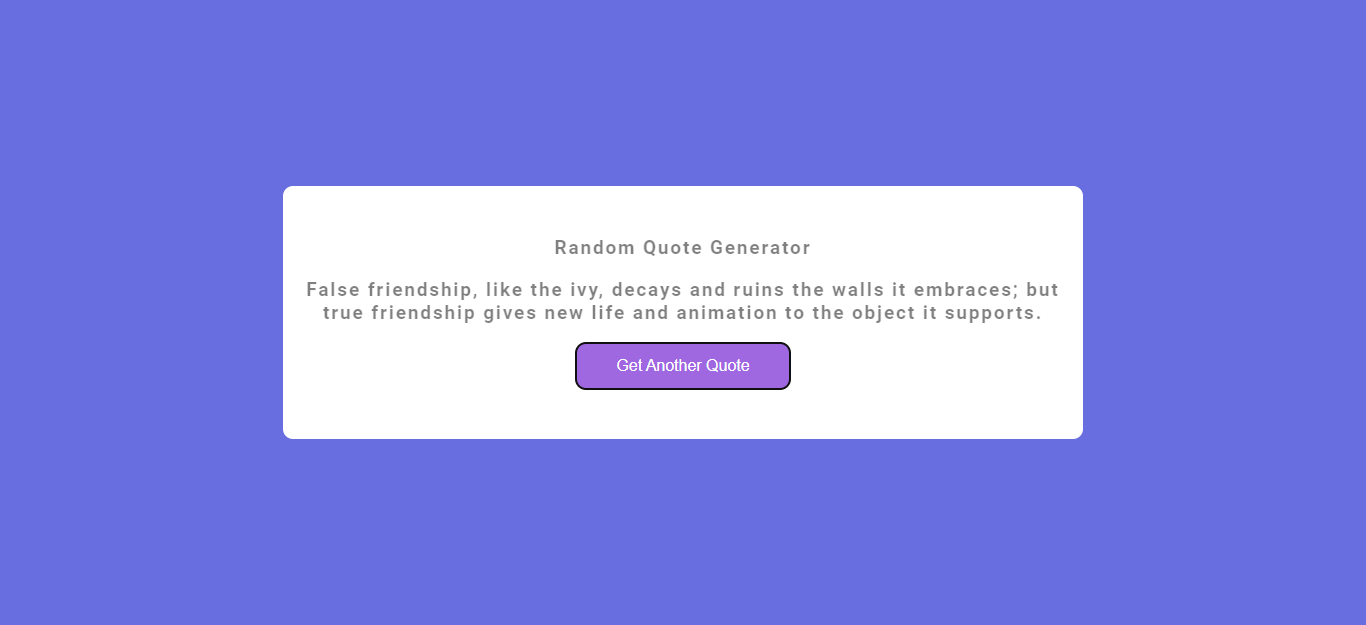 Random Quote Generator
False friendship, like the ivy, decays and ruins the walls it embraces; but
true friendship gives new life and animation to the object it supports.
Get Another Quote